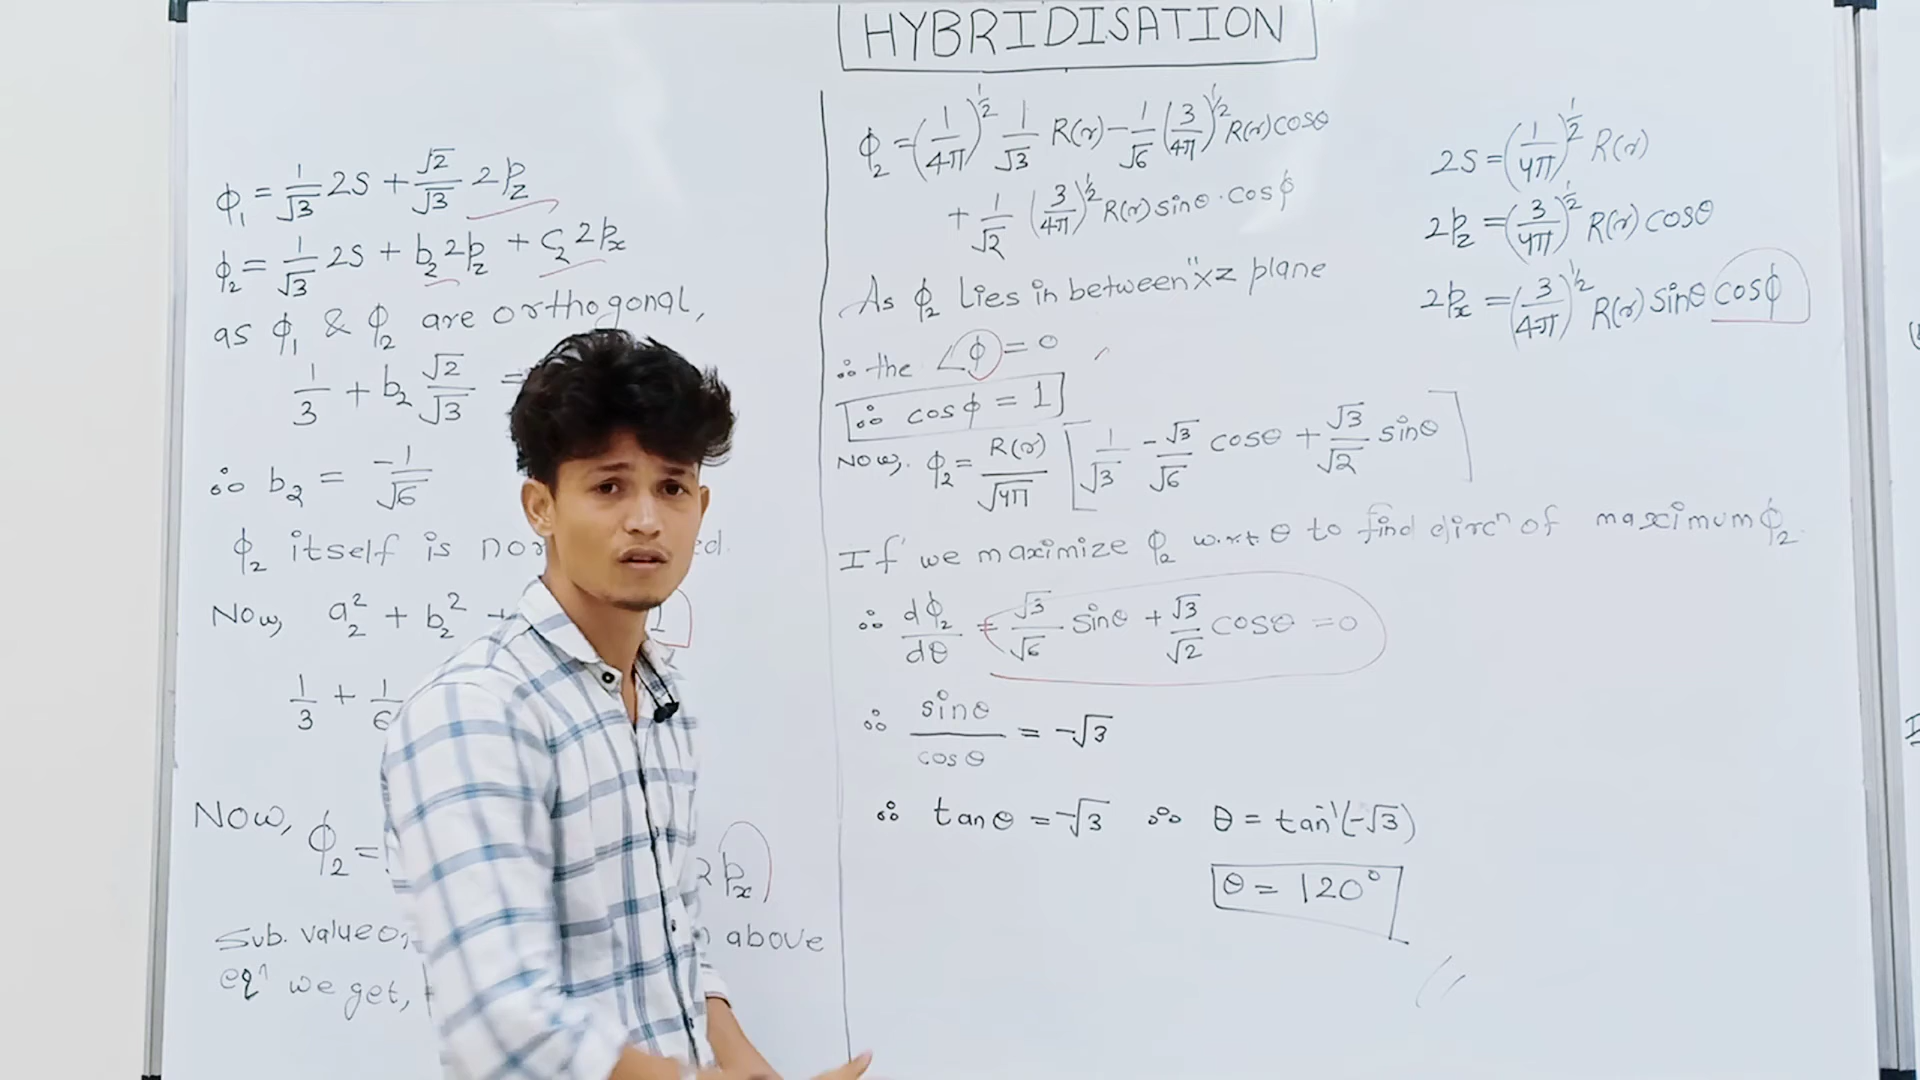 HYBRIDISATION
ϕ₁ = 1/√3 2S + √2/√3 2p_z
ϕ₂ = 1/√3 2S + b₂ 2p_z + C₂ 2p_x
as ϕ₁ & ϕ₂ are orthogonal,
1/3 + b₂ √2/√3 =
∴ b₂ = -1/√6
ϕ₂ itself is nor ed.
Now, a₂² + b₂² + 1
1/3 + 1/6
Now, ϕ₂ = 2p_x)
Sub. value above
eqⁿ we get,
ϕ₂ = (1/4π)^1/2 1/√3 R(r) - 1/√6 (3/4π)^1/2 R(r) cosθ
+ 1/√2 (3/4π)^1/2 R(r) sinθ · cosϕ
As ϕ₂ Lies in between "xz plane
∴ the ∠ϕ = 0
∴ cosϕ = 1
Now, ϕ₂ = R(r)/√4π [1/√3 - √3/√6 cosθ + √3/√2 sinθ]
If we maximize ϕ₂ w.r.t θ to find dircⁿ of maximum ϕ₂.
∴ dϕ₂/dθ = √3/√6 sinθ + √3/√2 cosθ = 0
∴ sinθ/cosθ = -√3
∴ tanθ = -√3 ∴ θ = tan⁻¹(-√3)
θ = 120°
2S = (1/4π)^1/2 R(r)
2p_z = (3/4π)^1/2 R(r) cosθ
2p_x = (3/4π)^1/2 R(r) sinθ cosϕ